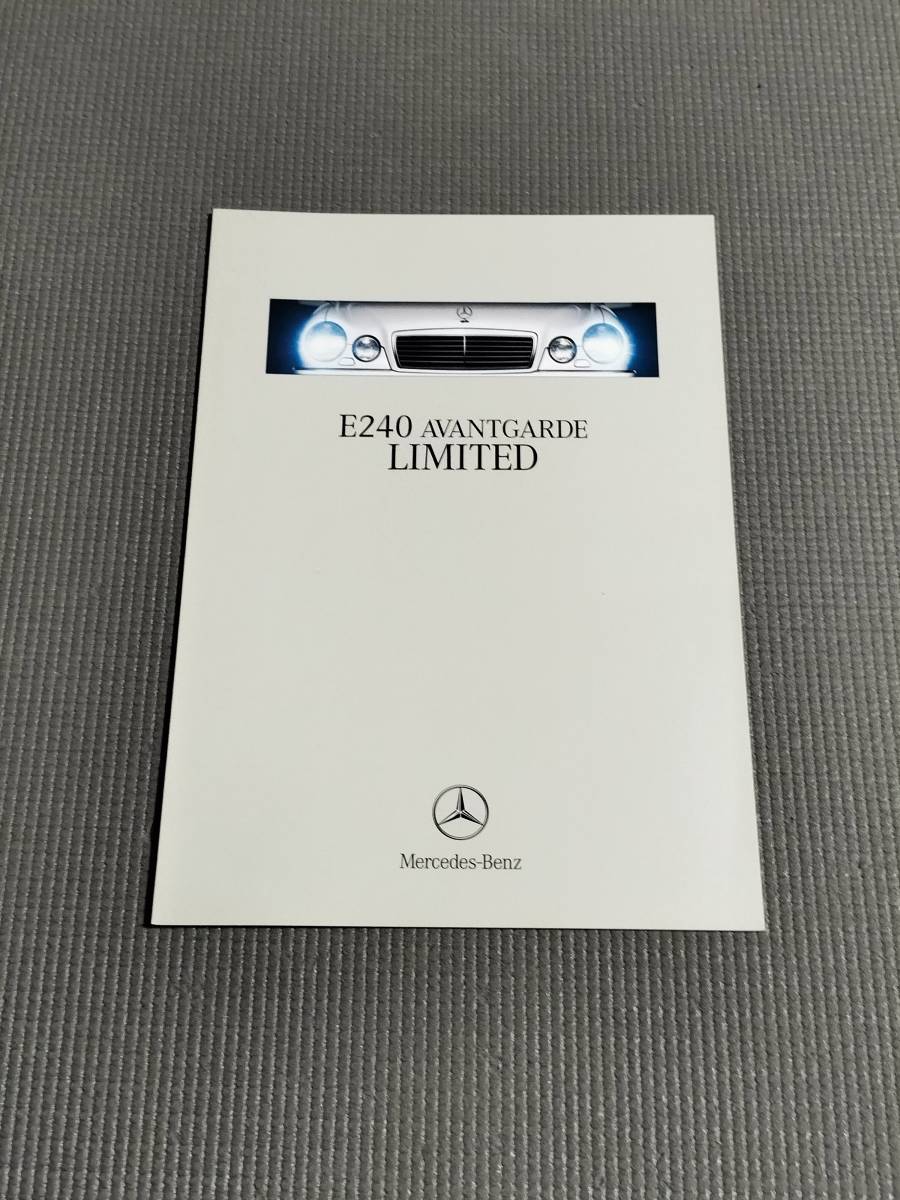 E240 AVANTGARDE
LIMITED
Mercedes-Benz